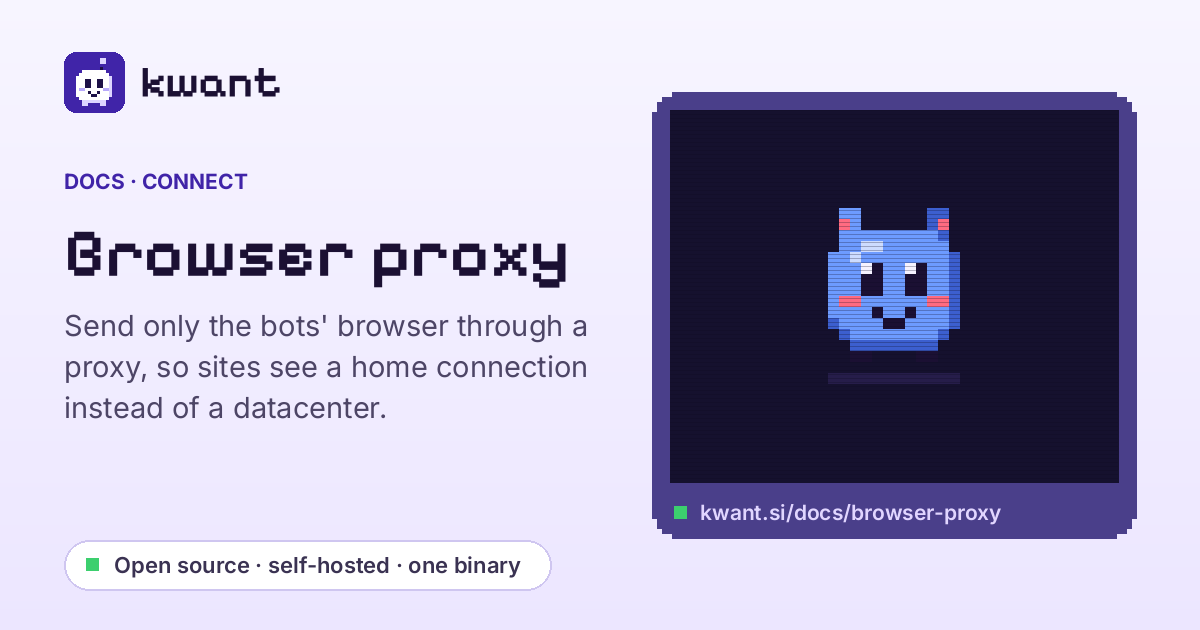 kwant
DOCS · CONNECT
Browser proxy
Send only the bots' browser through a
proxy, so sites see a home connection
instead of a datacenter.
Open source · self-hosted · one binary
kwant.si/docs/browser-proxy